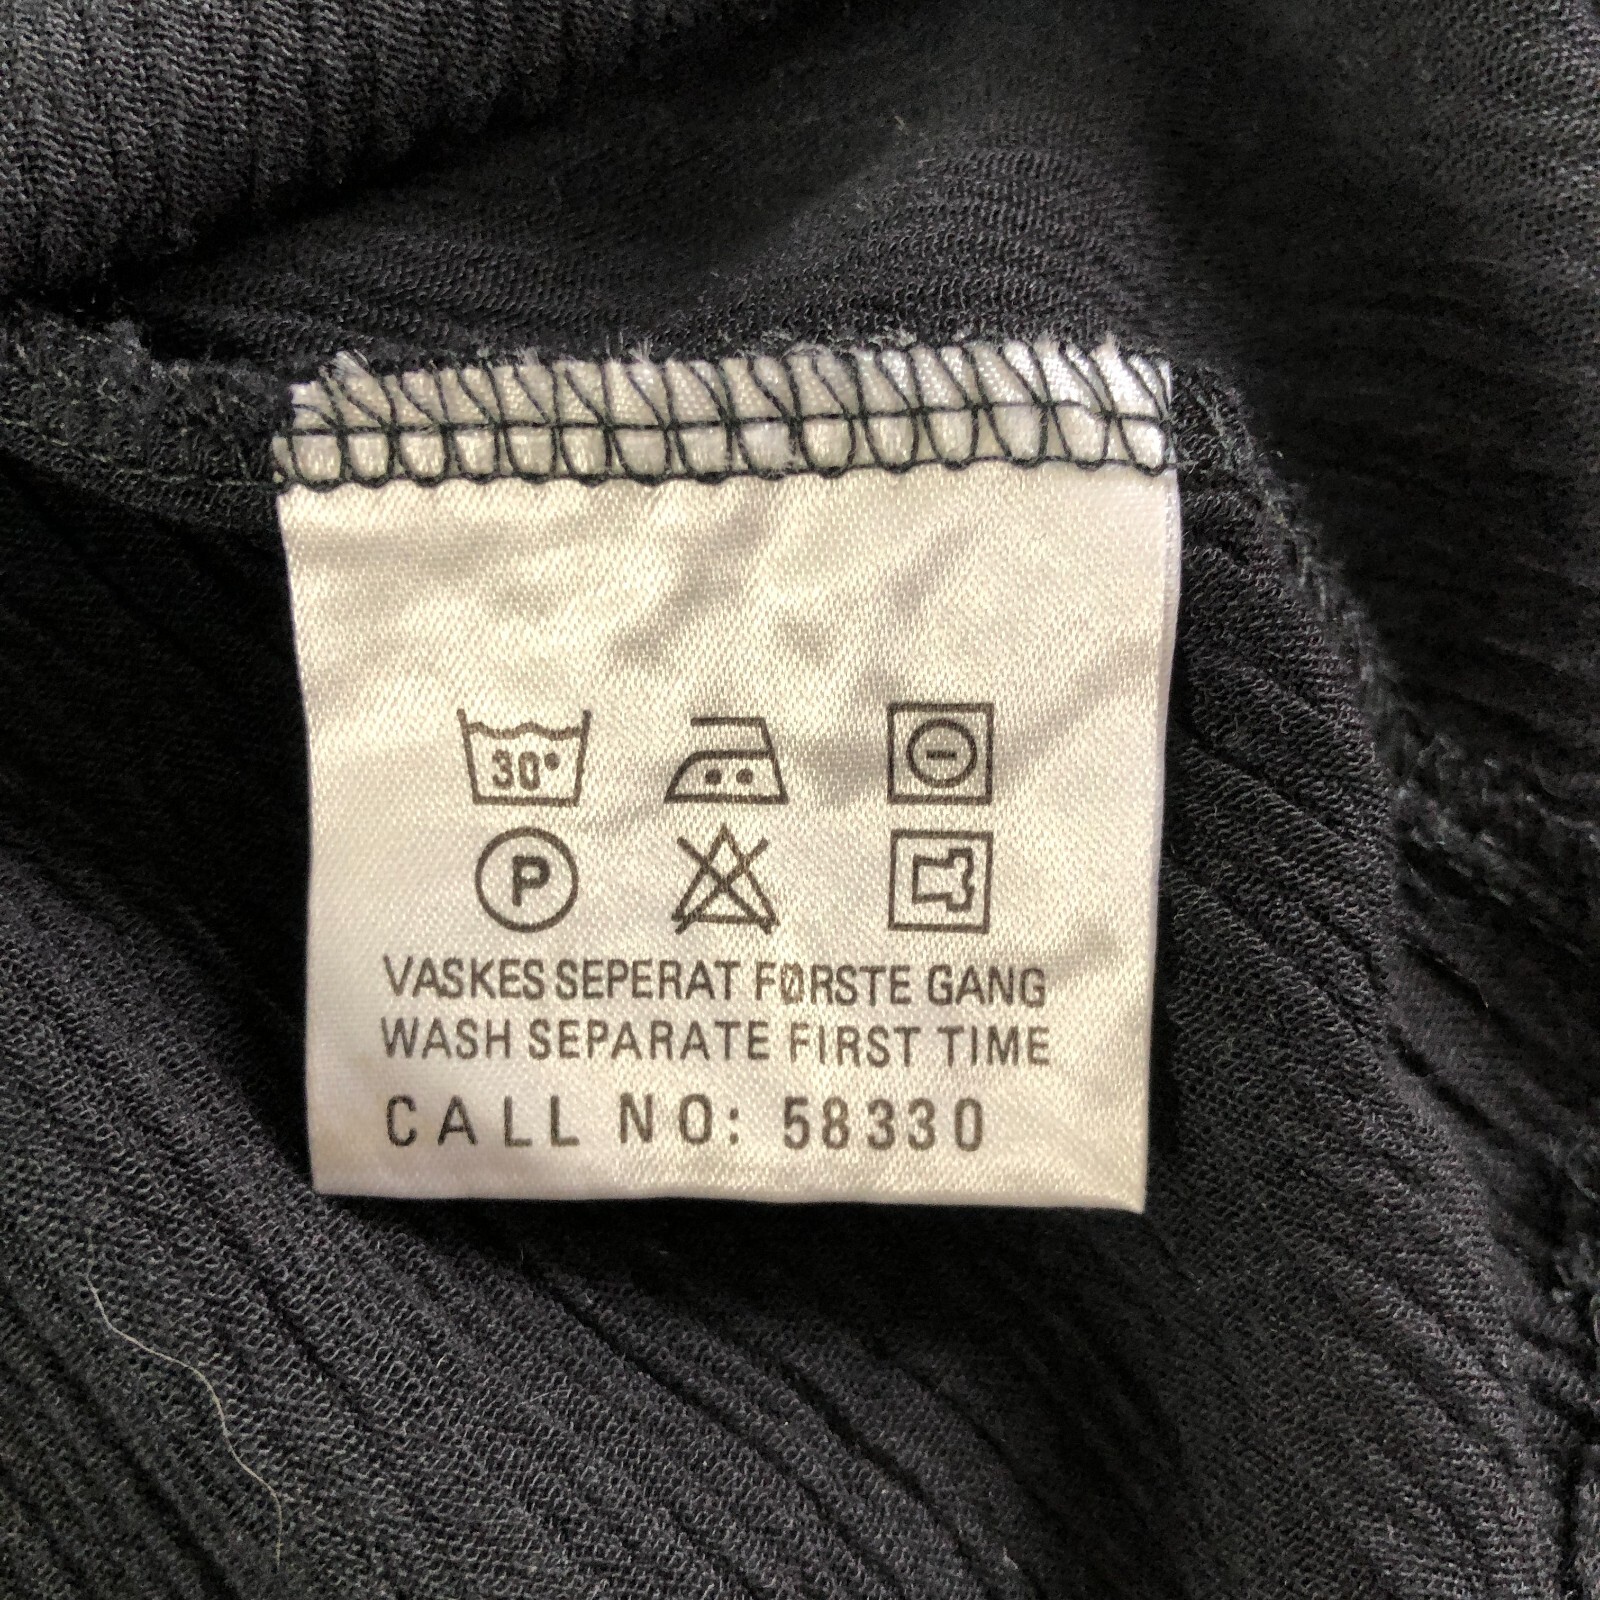 30°
P
VASKES SEPERAT FØRSTE GANG
WASH SEPARATE FIRST TIME
CALL NO: 58330